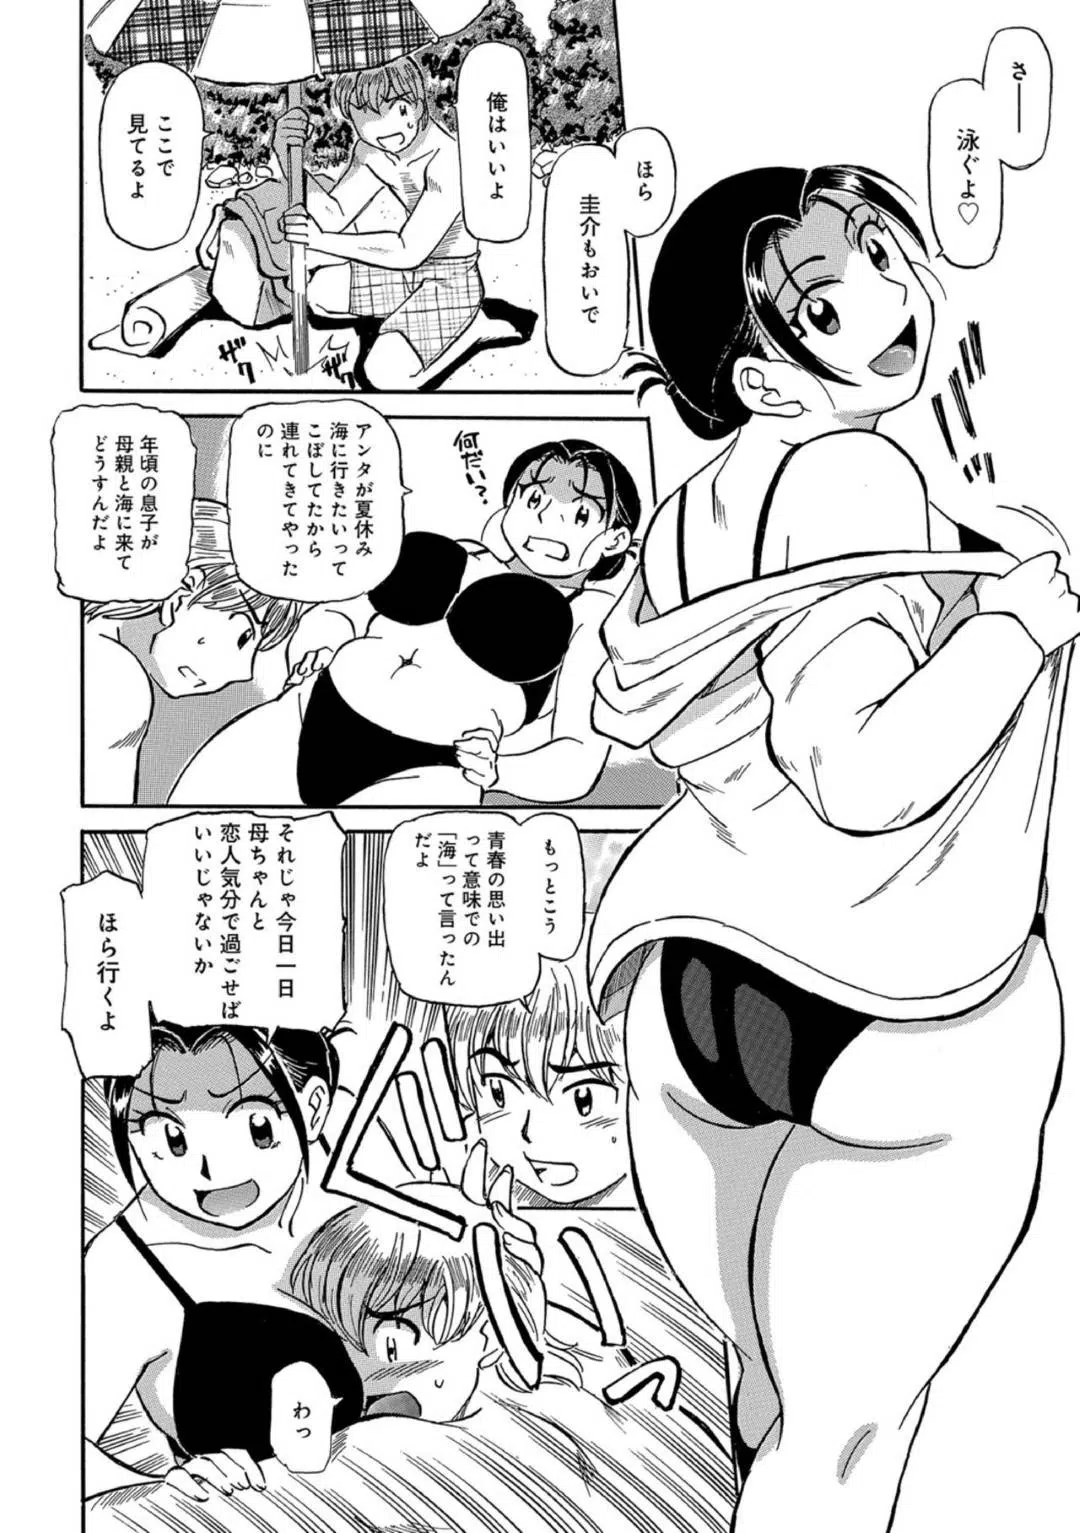 さ――
泳ぐよ♡
ほら
圭介もおいで
俺はいいよ
ここで
見てるよ
ザッ
ザク
何だい?
アンタが夏休み
海に行きたいって
こぼしてたから
連れてきてやった
のに
年頃の息子が
母親と海に来て
どうすんだよ
もっとこう
青春の思い出
って意味での
「海」って言ったん
だよ
それじゃ今日一日
母ちゃんと
恋人気分で過ごせば
いいじゃないか
ほら行くよ
ぐい
わっ